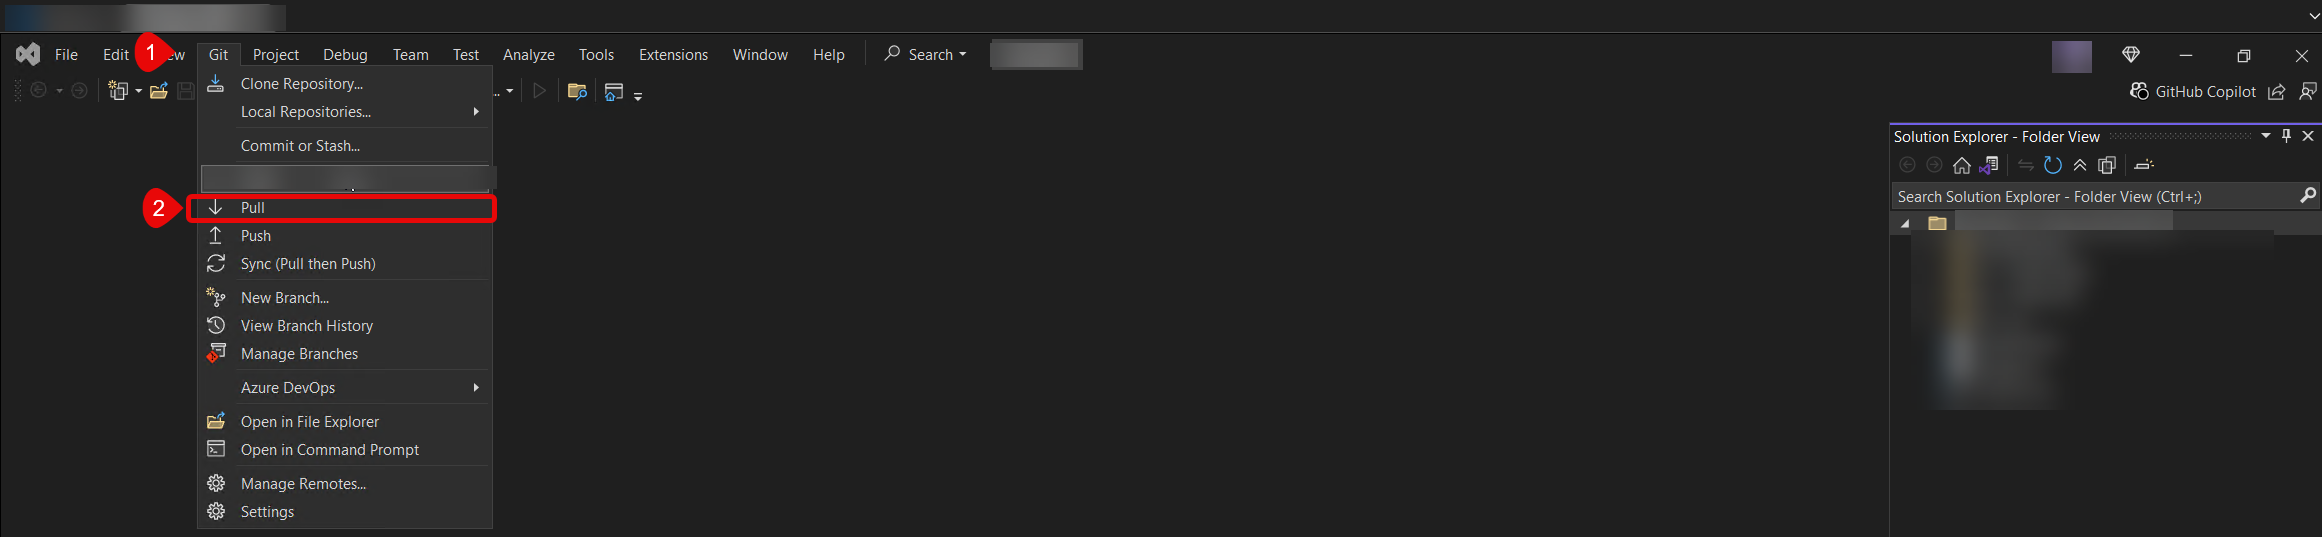 File Edit 1 w Git Project Debug Team Test Analyze Tools Extensions Window Help Search
GitHub Copilot
Clone Repository...
Local Repositories...
Commit or Stash...
2 Pull
Push
Sync (Pull then Push)
New Branch...
View Branch History
Manage Branches
Azure DevOps
Open in File Explorer
Open in Command Prompt
Manage Remotes...
Settings
Solution Explorer - Folder View
Search Solution Explorer - Folder View (Ctrl+;)